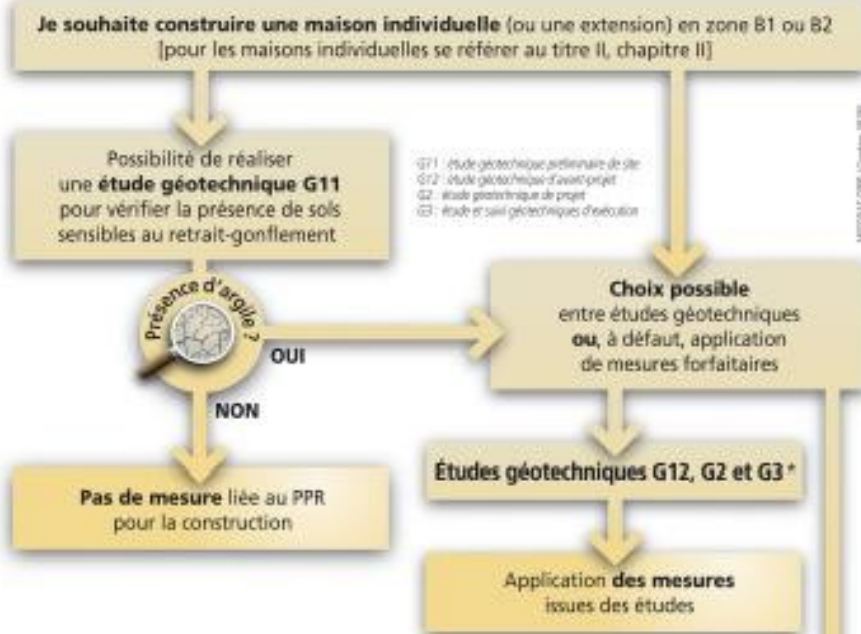 Je souhaite construire une maison individuelle (ou une extension) en zone B1 ou B2
[pour les maisons individuelles se référer au titre II, chapitre II]
Possibilité de réaliser
une étude géotechnique G11
pour vérifier la présence de sols
sensibles au retrait-gonflement
G11 : étude géotechnique préliminaire de site
G12 : étude géotechnique d'avant-projet
G2 : étude géotechnique de projet
G3 : étude et suivi géotechniques d'exécution
Présence d'argile ?
OUI
NON
Choix possible
entre études géotechniques
ou, à défaut, application
de mesures forfaitaires
Pas de mesure liée au PPR
pour la construction
Études géotechniques G12, G2 et G3 *
Application des mesures
issues des études